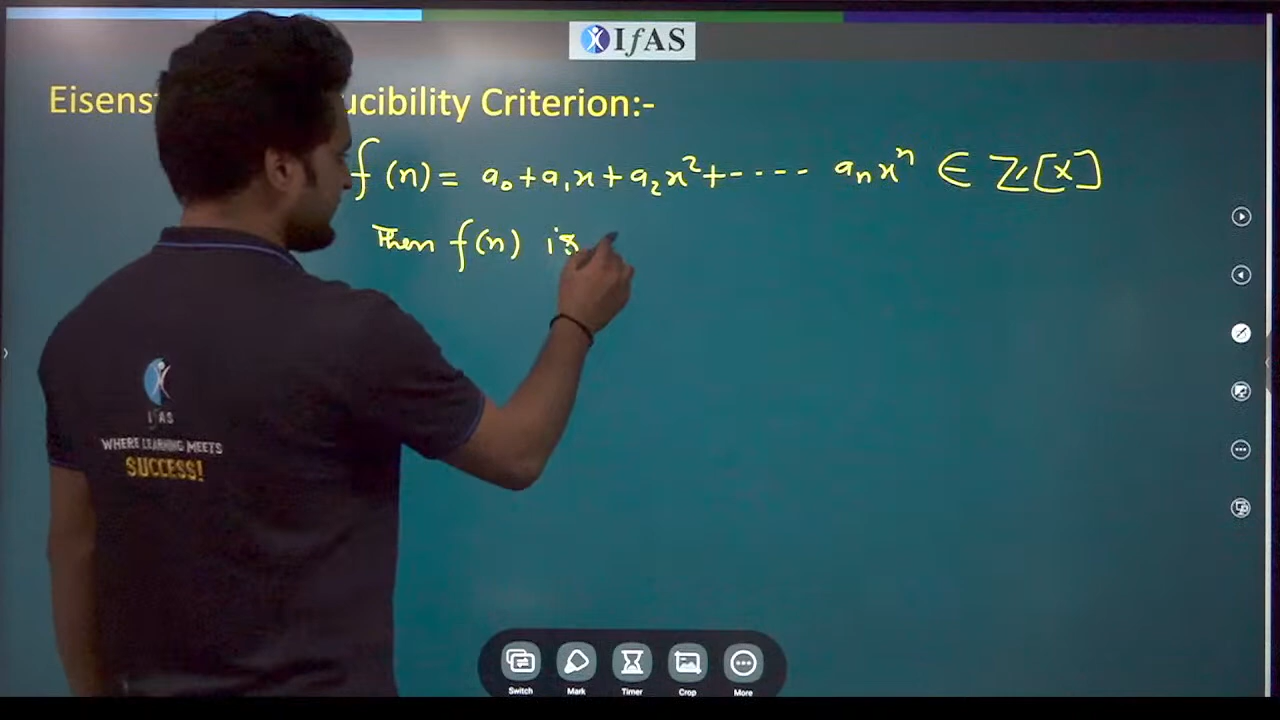 IfAS
Eisens ucibility Criterion:-
f(n) = a₀ + a₁x + a₂x² + ---- aₙxⁿ ∈ Z[x]
Then f(n) is
IfAS
WHERE LEARNING MEETS
SUCCESS!
Switch Mark Timer Crop More